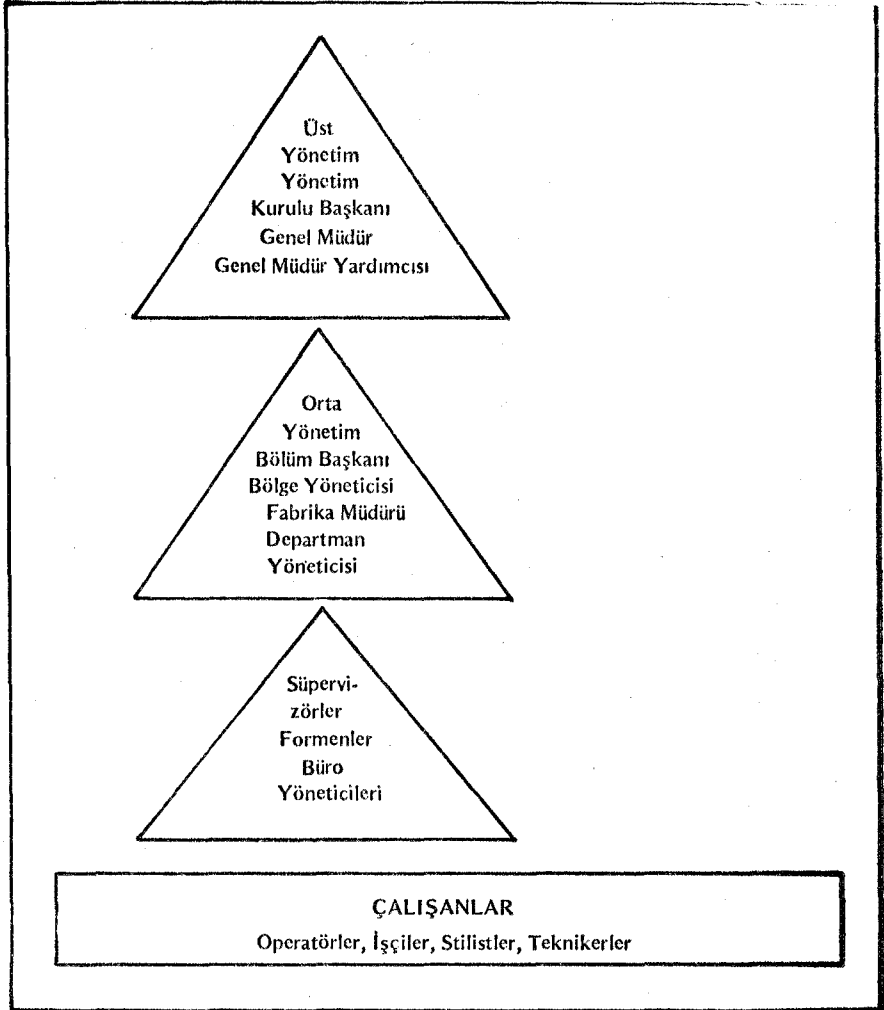 Üst
Yönetim
Yönetim
Kurulu Başkanı
Genel Müdür
Genel Müdür Yardımcısı
Orta
Yönetim
Bölüm Başkanı
Bölge Yöneticisi
Fabrika Müdürü
Departman
Yöneticisi
Süpervi-
zörler
Formenler
Büro
Yöneticileri
ÇALIŞANLAR
Operatörler, İşçiler, Stilistler, Teknikerler